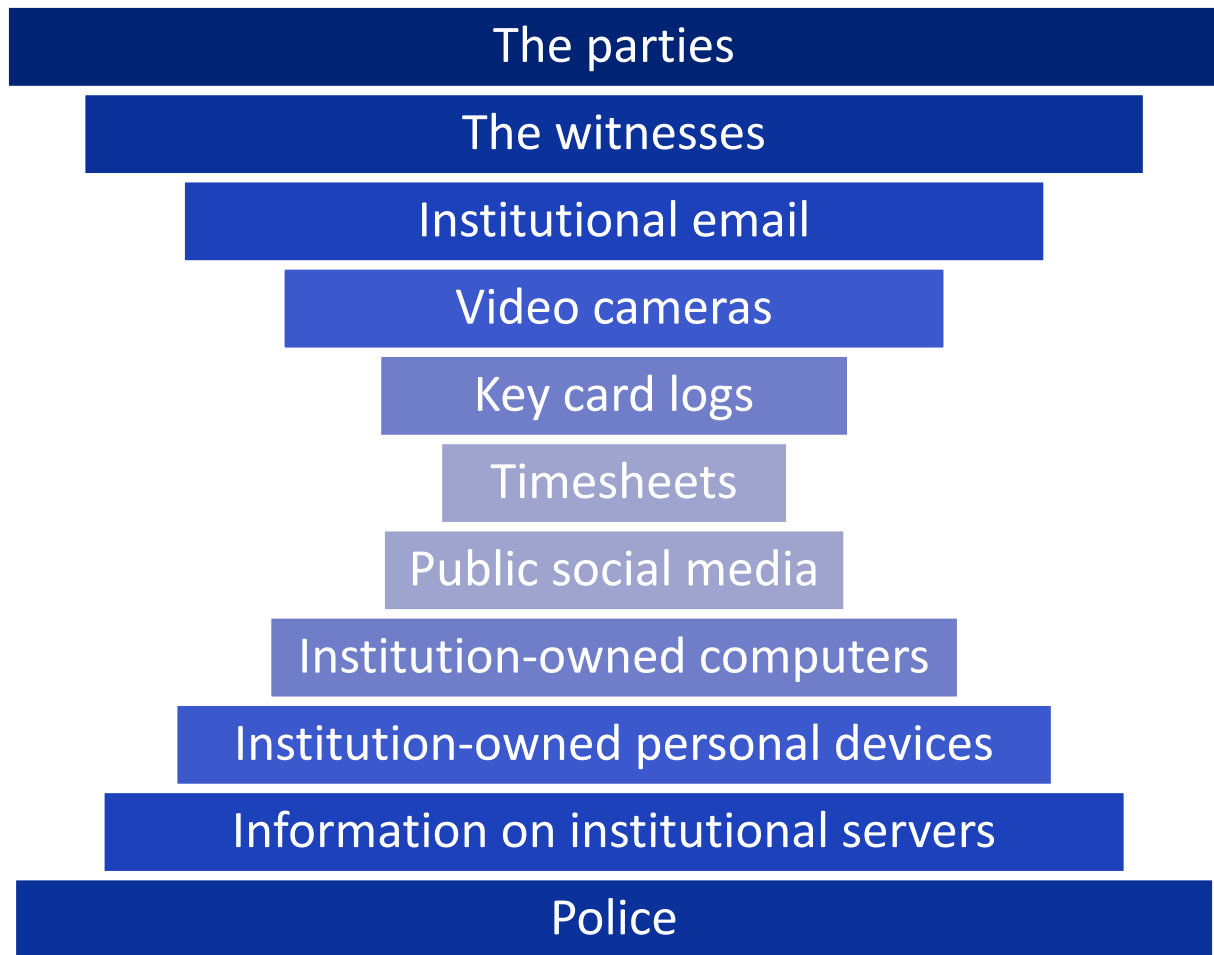 The parties
The witnesses
Institutional email
Video cameras
Key card logs
Timesheets
Public social media
Institution-owned computers
Institution-owned personal devices
Information on institutional servers
Police